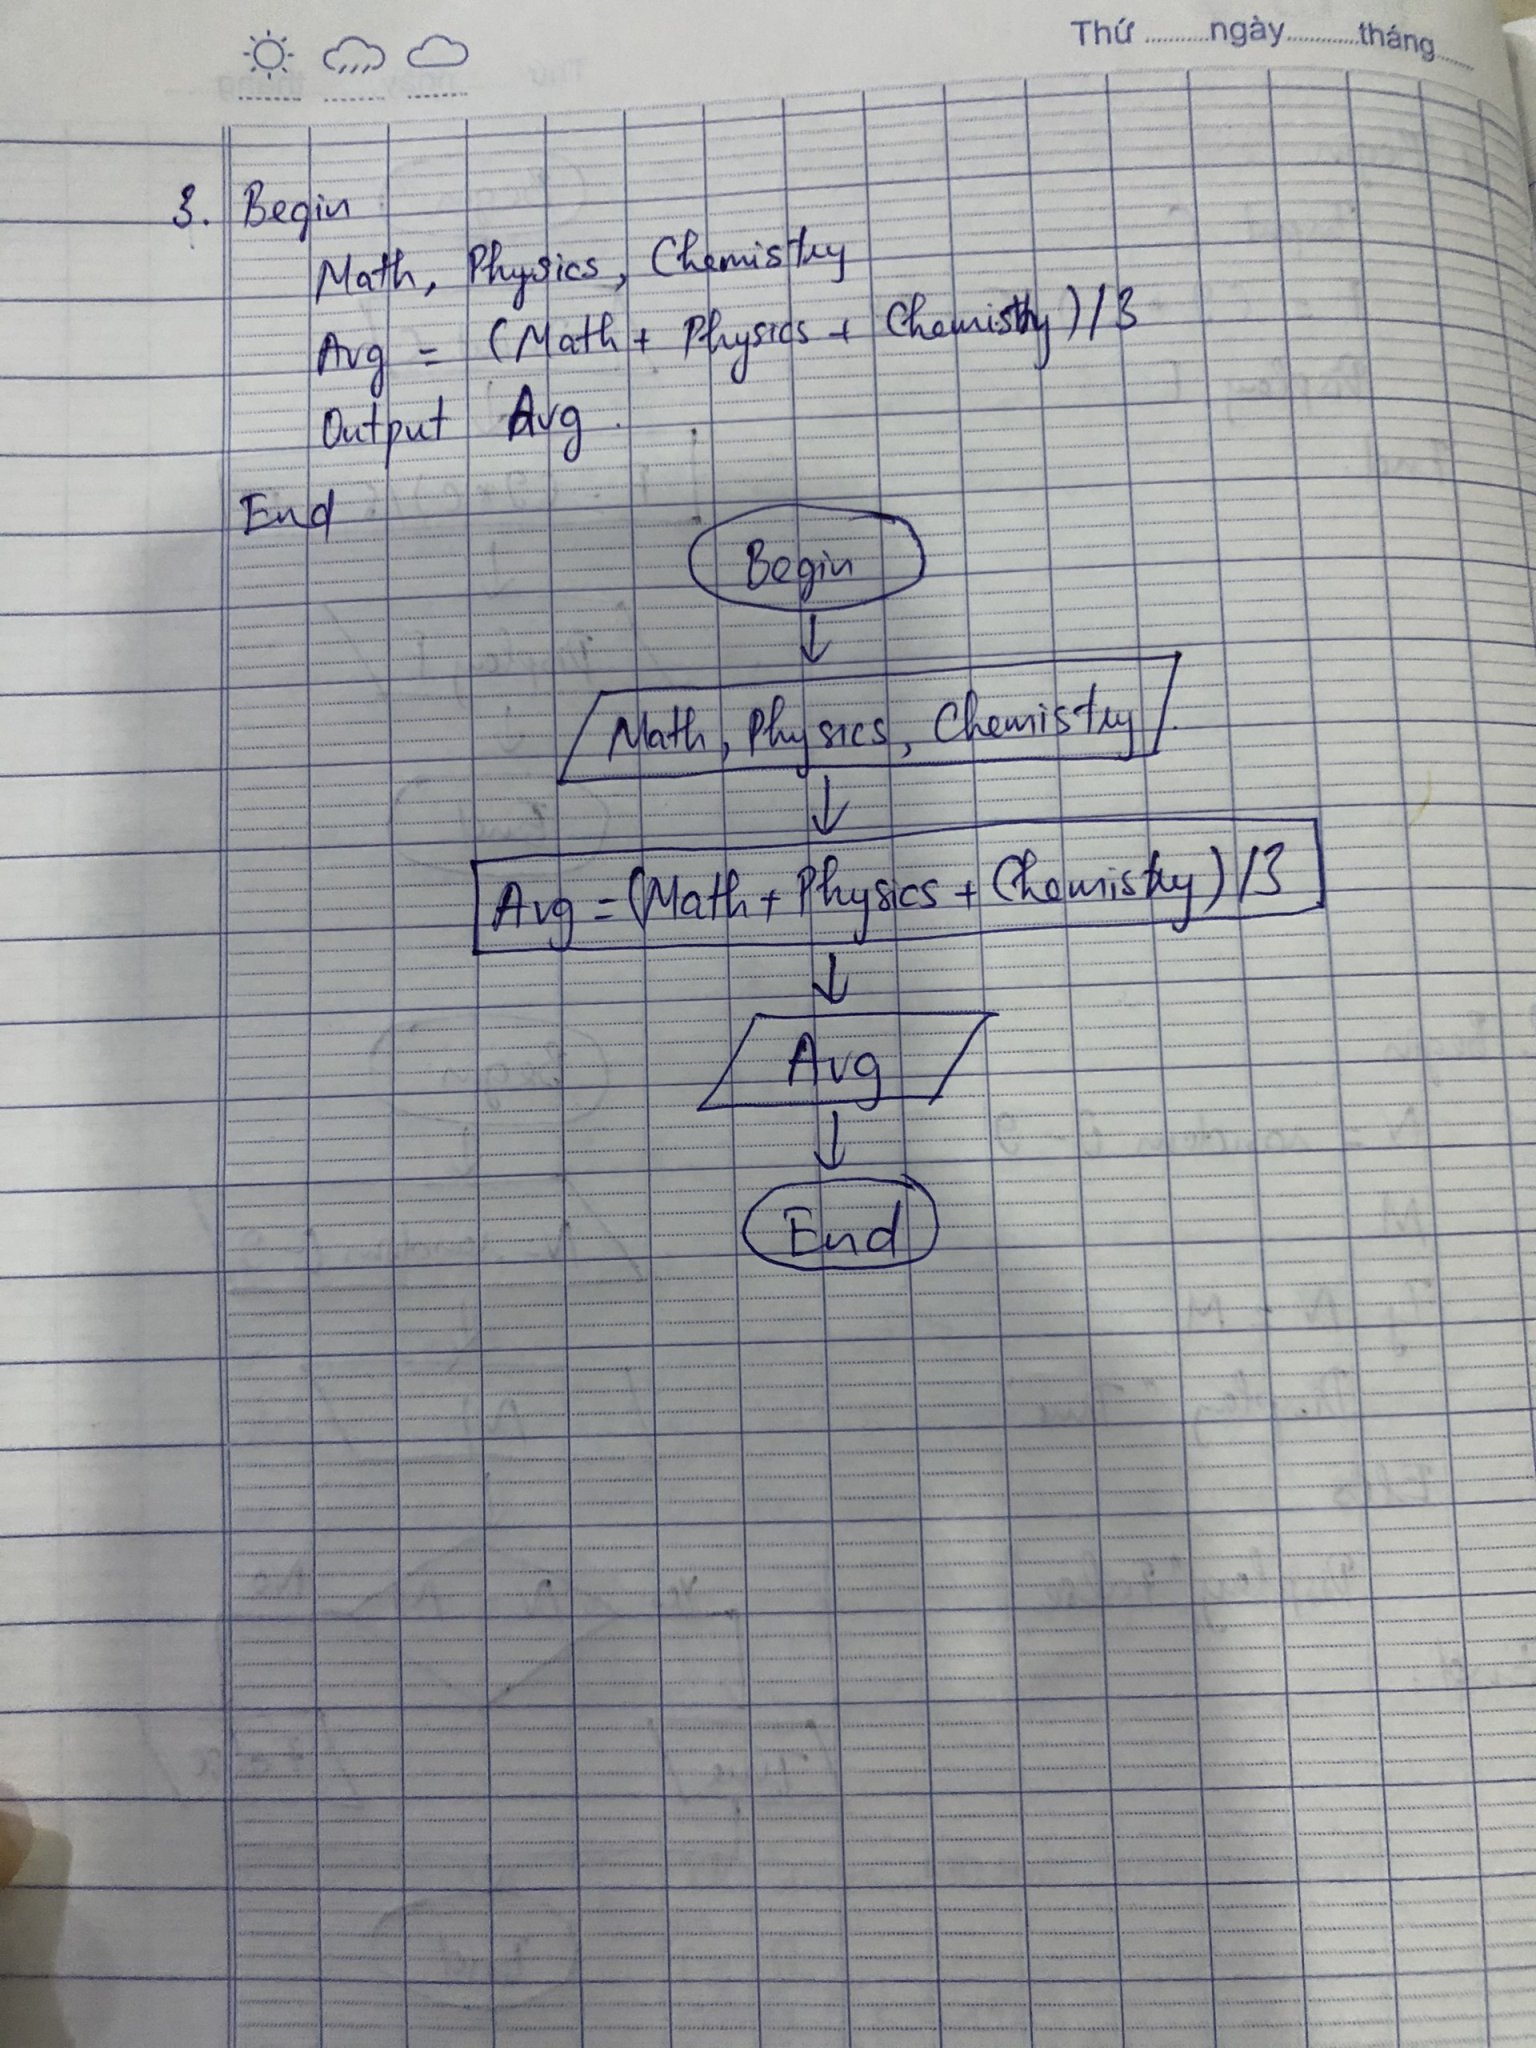 Thứ ..........ngày...........tháng......
3. Begin
Math, Physics, Chemistry
Avg = (Math + Physics + Chemistry) / 3
Output Avg
End
Begin
Math, Physics, Chemistry
Avg = (Math + Physics + Chemistry) / 3
Avg
End